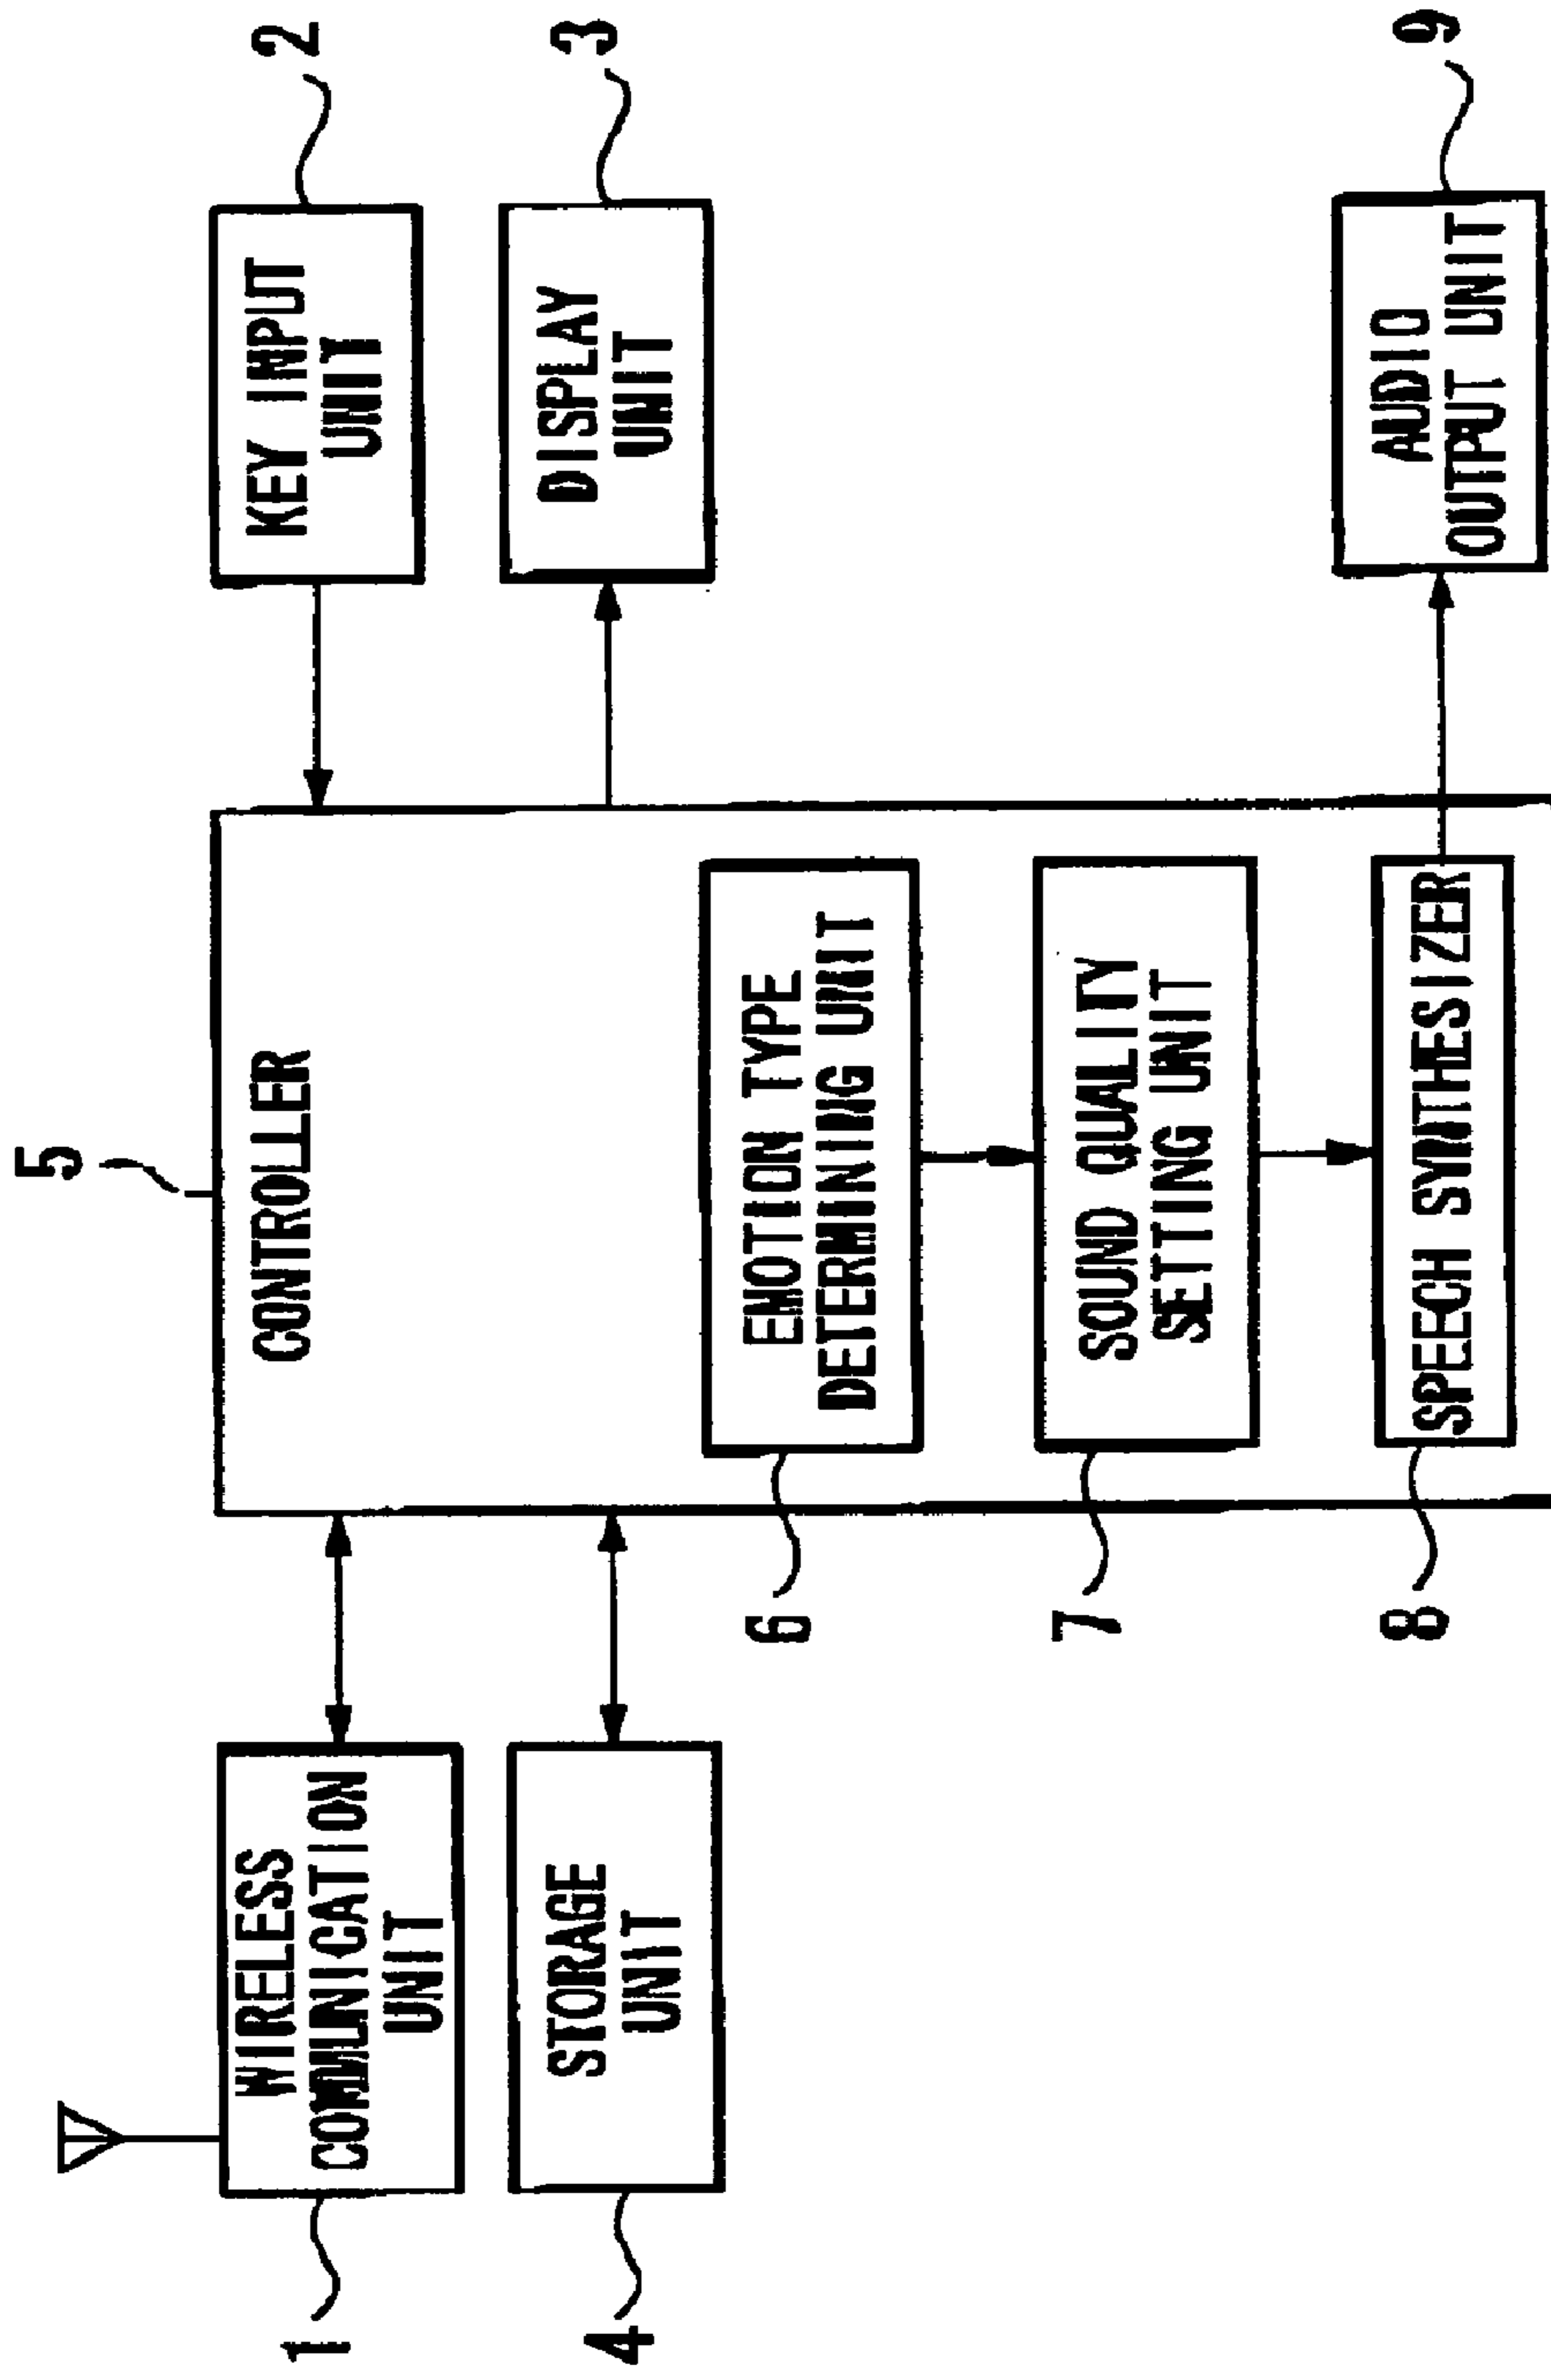 5
CONTROLLER
WIRELESS
COMMUNICATION
UNIT
1
STORAGE
UNIT
4
KEY INPUT
UNIT
2
DISPLAY
UNIT
3
EMOTION TYPE
DETERMINING UNIT
6
SOUND QUALITY
SETTING UNIT
7
SPEECH SYNTHESIZER
8
AUDIO
OUTPUT UNIT
9